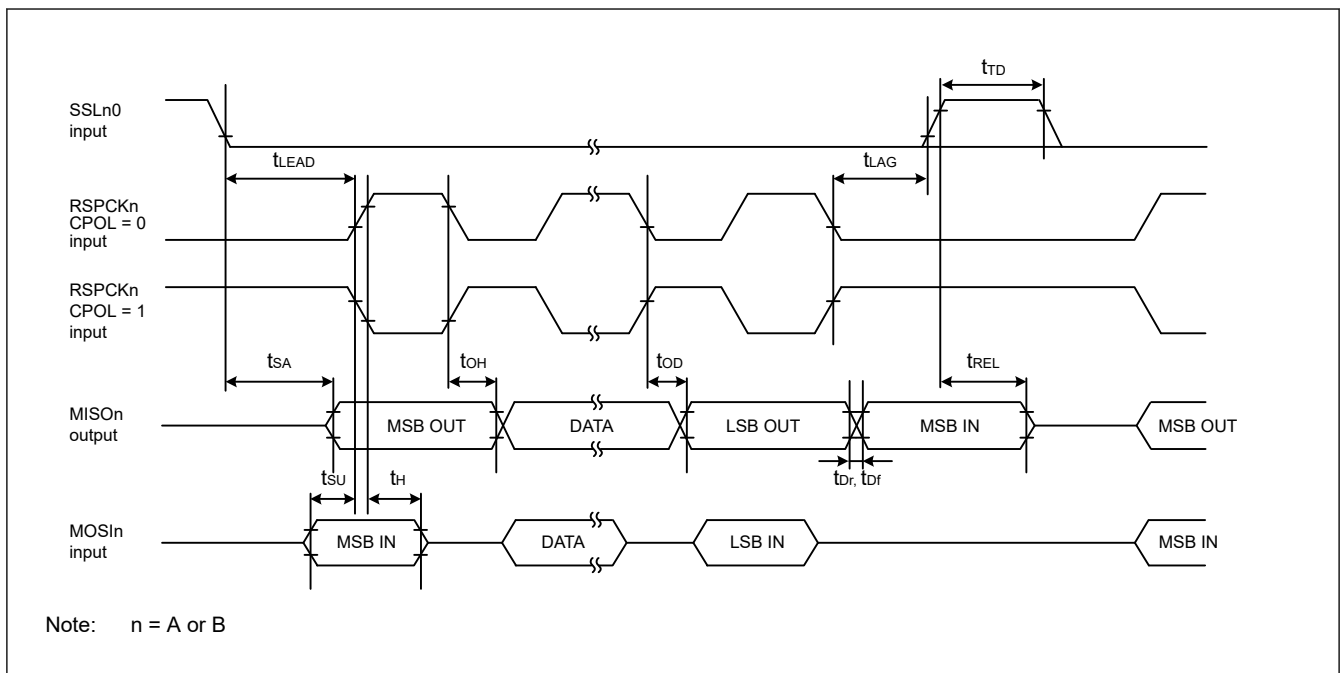 tTD
SSLn0
input
tLEAD
tLAG
RSPCKn
CPOL = 0
input
RSPCKn
CPOL = 1
input
tSA
tOH
tOD
tREL
MISOn
output
MSB OUT
DATA
LSB OUT
MSB IN
MSB OUT
tSU
tH
tDr, tDf
MOSIn
input
MSB IN
DATA
LSB IN
MSB IN
Note: n = A or B